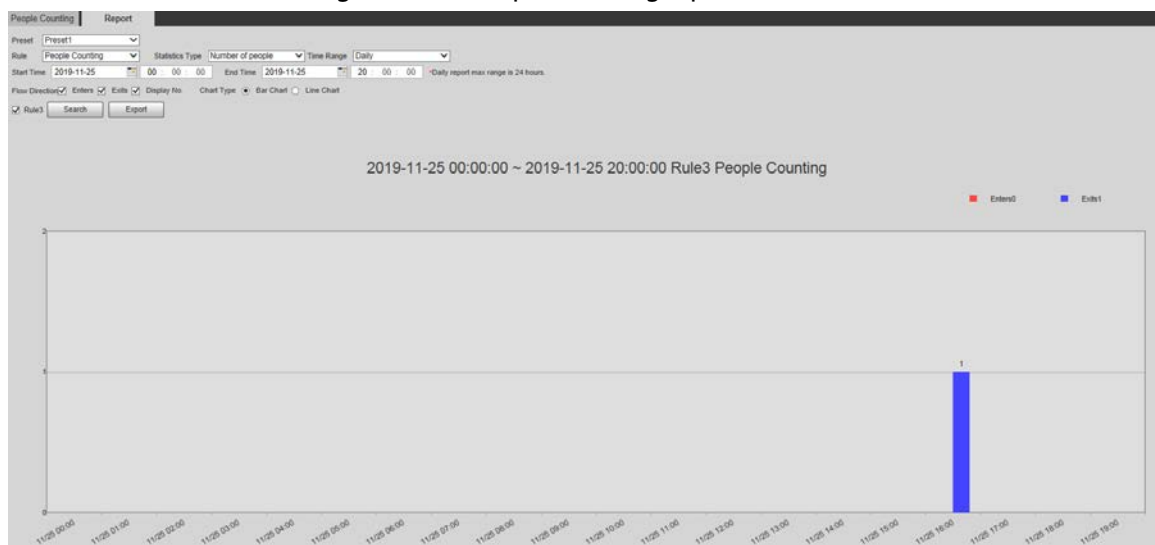 People Counting Report
Preset Preset1
Rule People Counting Statistics Type Number of people Time Range Daily
Start Time 2019-11-25 00 : 00 : 00 End Time 2019-11-25 20 : 00 : 00 *Daily report max range is 24 hours.
Flow Direction Enters Exits Display No. Chart Type Bar Chart Line Chart
Rule3 Search Export
2019-11-25 00:00:00 ~ 2019-11-25 20:00:00 Rule3 People Counting
Enters0 Exits1
2
1
1
0
11/25 00:00 11/25 01:00 11/25 02:00 11/25 03:00 11/25 04:00 11/25 05:00 11/25 06:00 11/25 07:00 11/25 08:00 11/25 09:00 11/25 10:00 11/25 11:00 11/25 12:00 11/25 13:00 11/25 14:00 11/25 15:00 11/25 16:00 11/25 17:00 11/25 18:00 11/25 19:00